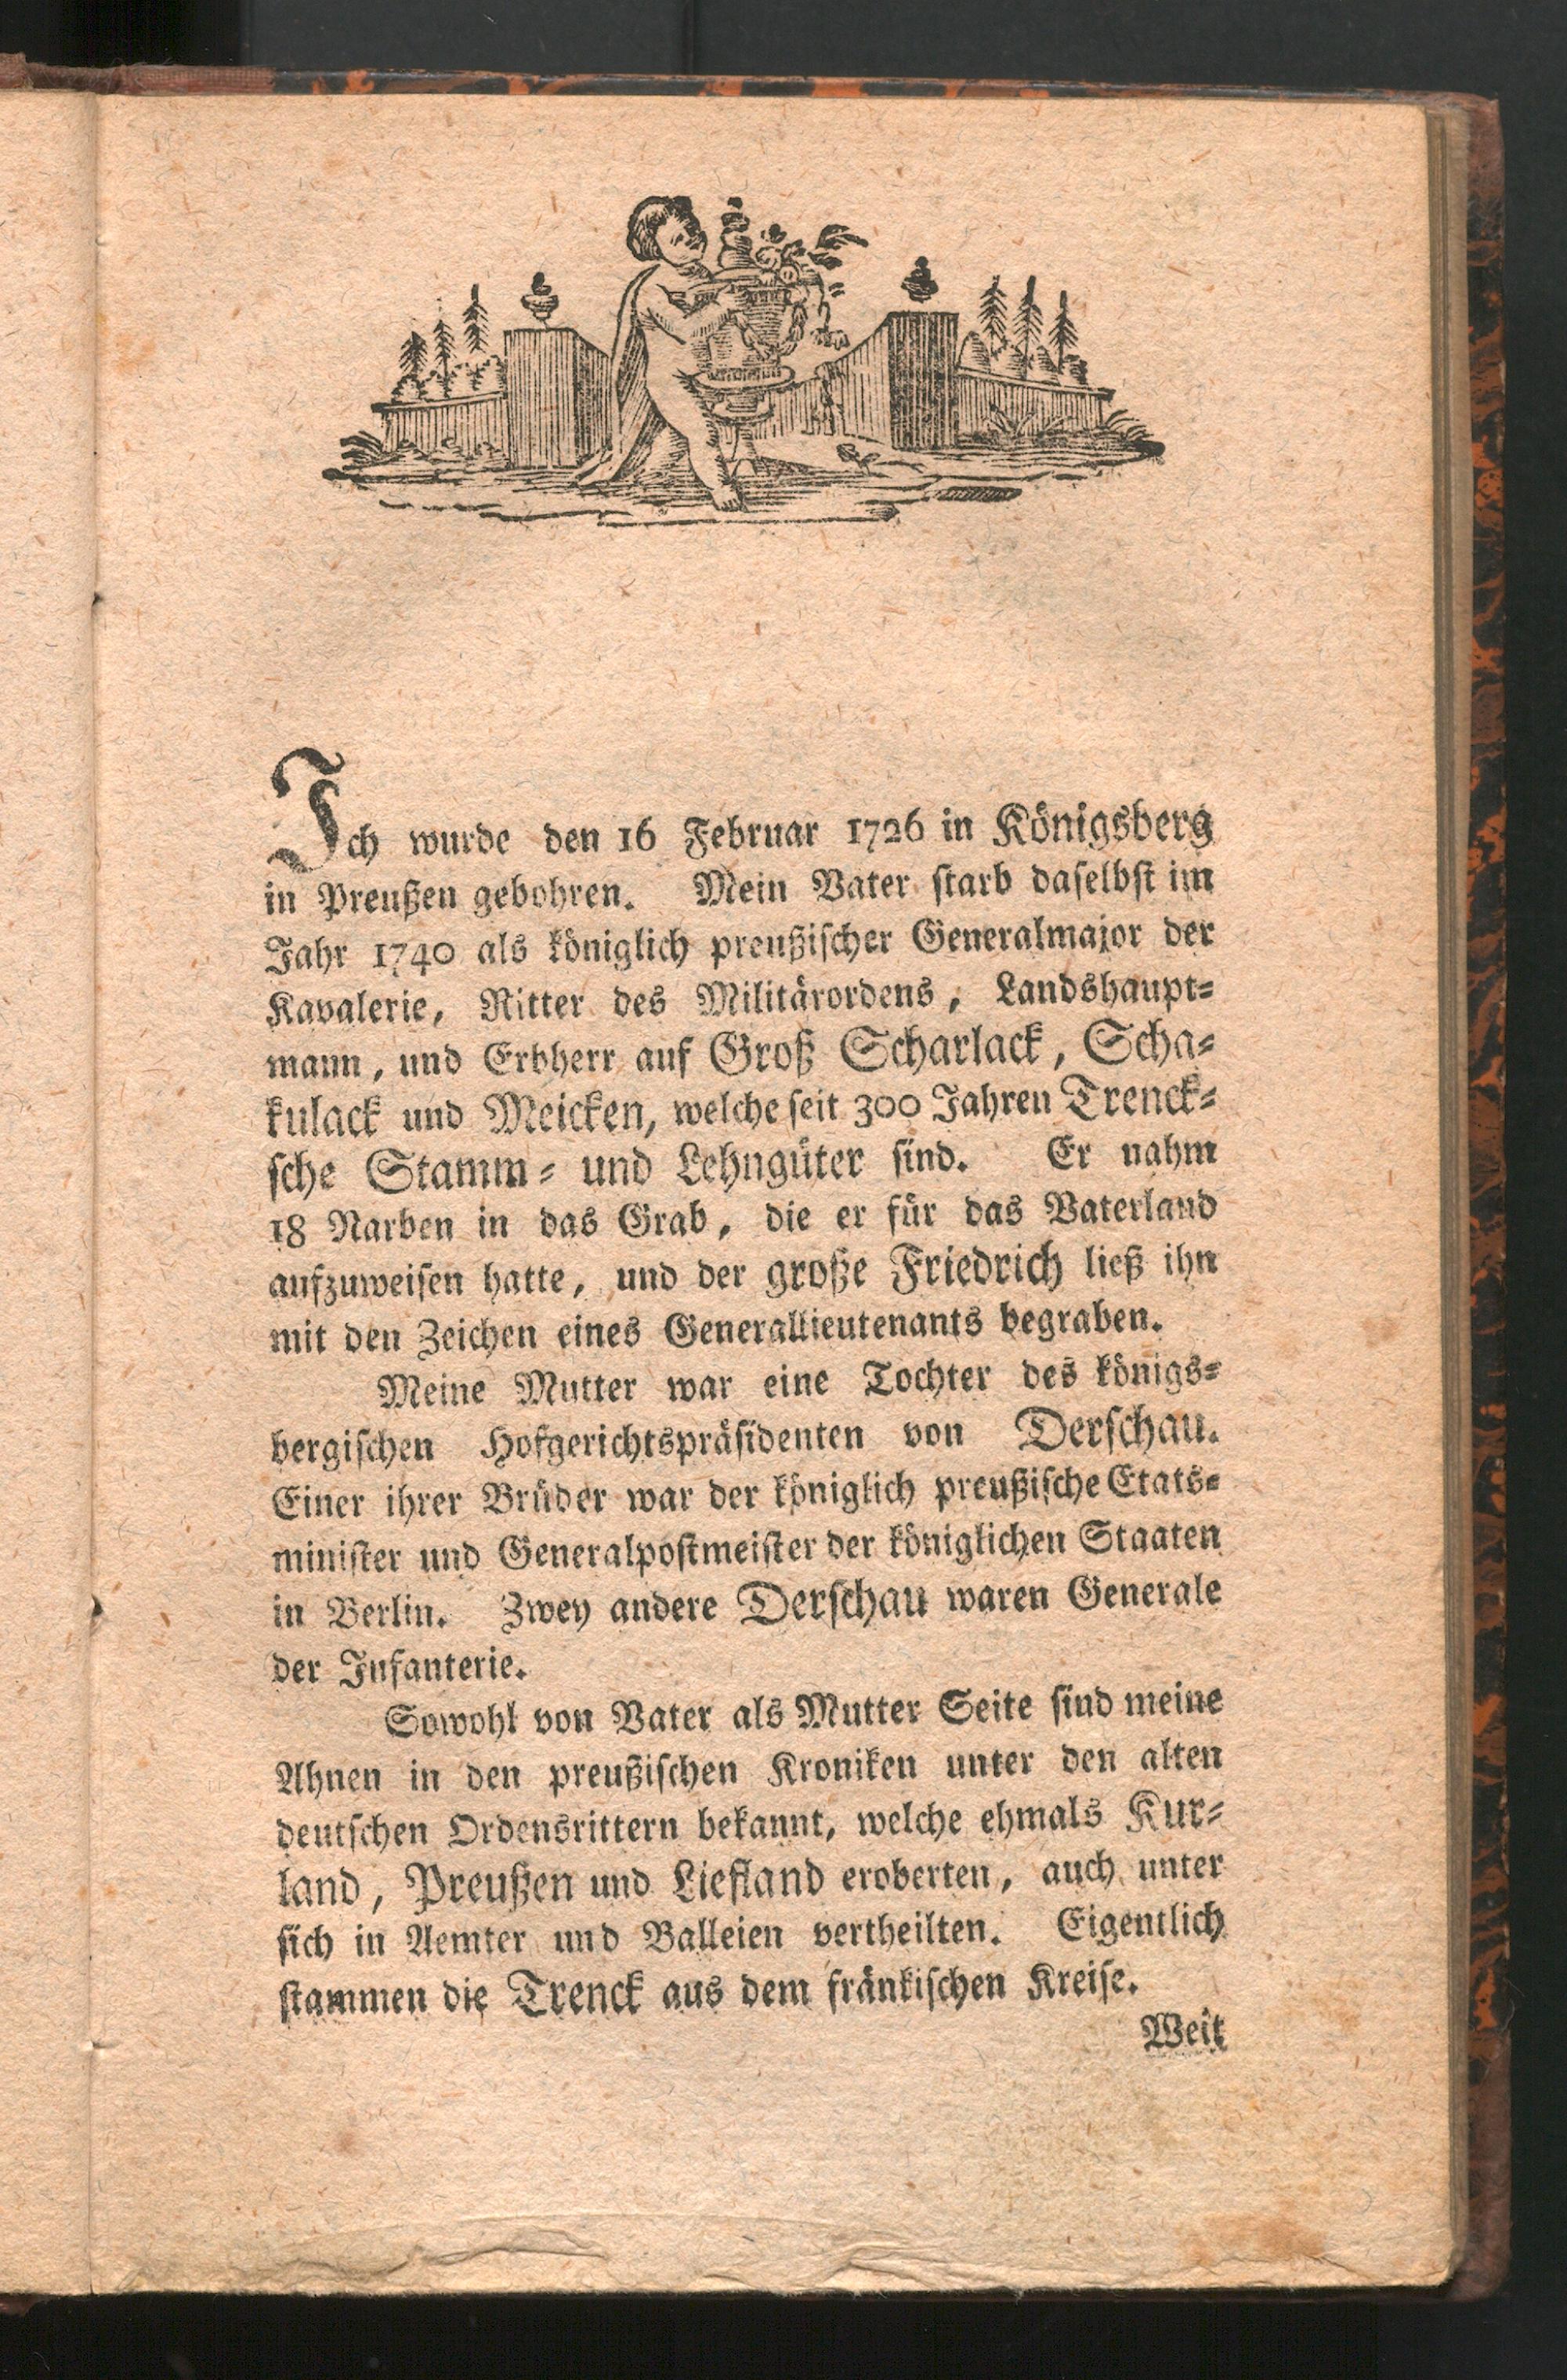 Ich wurde den 16 Februar 1726 in Königsberg
in Preußen gebohren. Mein Vater starb daselbst im
Jahr 1740 als königlich preußischer Generalmajor der
Kavalerie, Ritter des Militärordens, Landshaupt=
mann, und Erbherr auf Groß Scharlack, Scha=
kulack und Meicken, welche seit 300 Jahren Trenck=
sche Stamm= und Lehngüter sind. Er nahm
18 Narben in das Grab, die er für das Vaterland
aufzuweisen hatte, und der große Friedrich ließ ihn
mit den Zeichen eines Generallieutenants begraben.
Meine Mutter war eine Tochter des königs=
bergischen Hofgerichtspräsidenten von Derschau.
Einer ihrer Brüder war der königlich preußische Etats=
minister und Generalpostmeister der königlichen Staaten
in Berlin. Zwey andere Derschau waren Generale
der Infanterie.
Sowohl von Vater als Mutter Seite sind meine
Ahnen in den preußischen Kroniken unter den alten
deutschen Ordensrittern bekannt, welche ehmals Kur=
land, Preußen und Liefland eroberten, auch unter
sich in Aemter und Balleien vertheilten. Eigentlich
stammen die Trenck aus dem fränkischen Kreise.
Weit